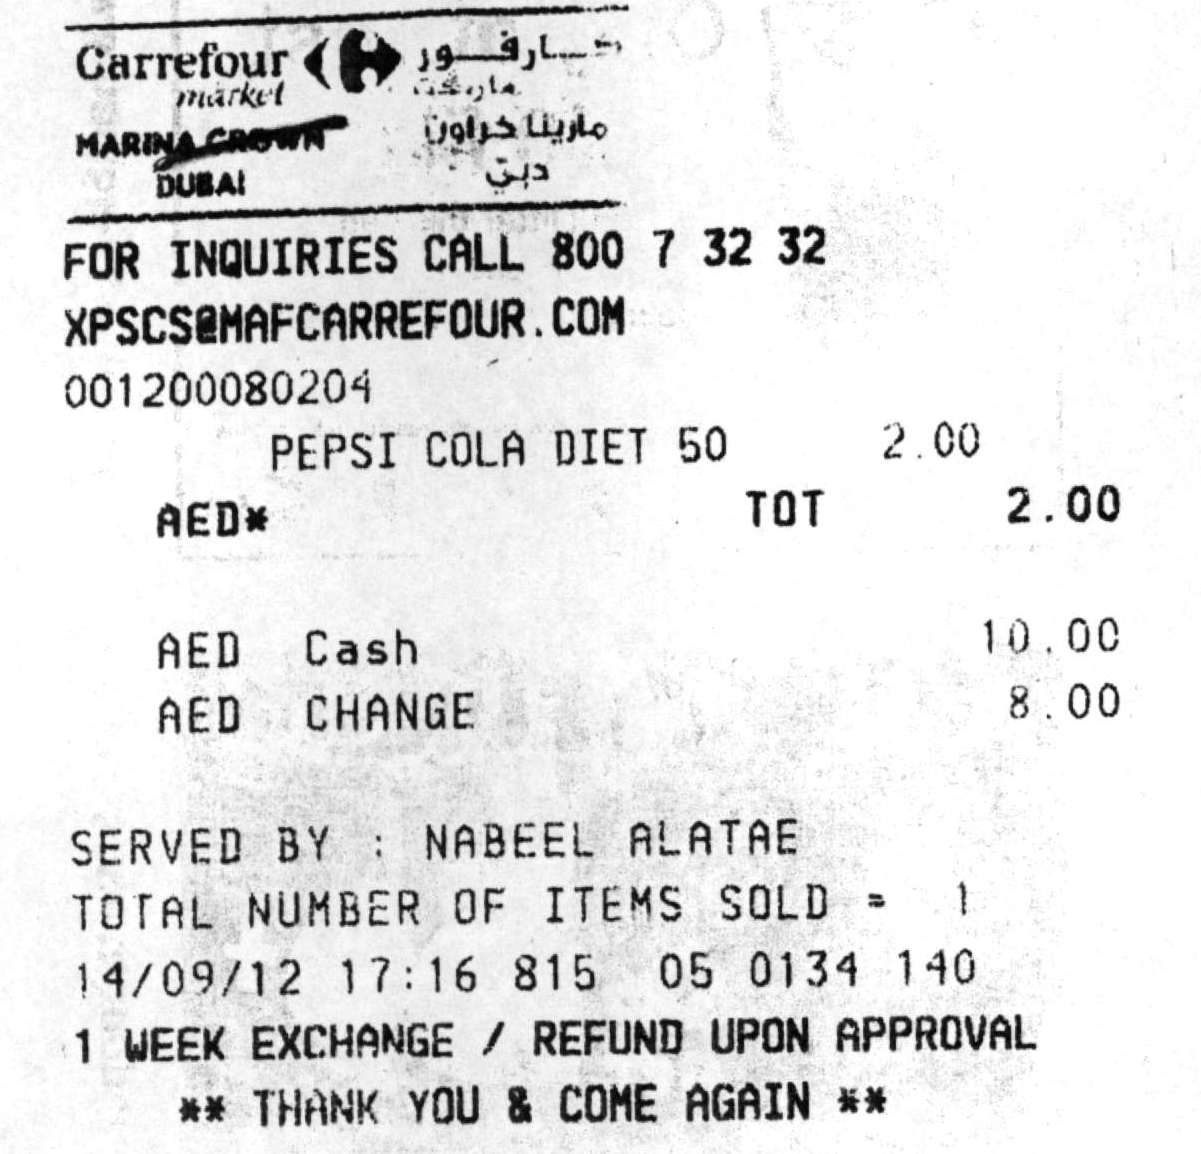 Carrefour كارفور
market ماركت
MARINA CROWN مارينا كراون
DUBAI دبيّ
FOR INQUIRIES CALL 800 7 32 32
XPSCS@MAFCARREFOUR.COM
001200080204
PEPSI COLA DIET 50 2.00
AED* TOT 2.00
AED Cash 10.00
AED CHANGE 8.00
SERVED BY : NABEEL ALATAE
TOTAL NUMBER OF ITEMS SOLD = 1
14/09/12 17:16 815 05 0134 140
1 WEEK EXCHANGE / REFUND UPON APPROVAL
** THANK YOU & COME AGAIN **